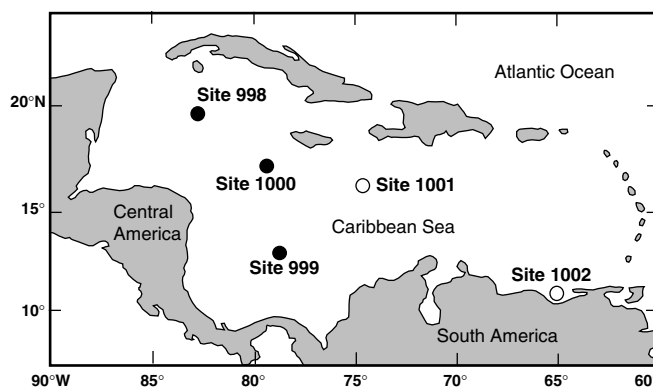 Atlantic Ocean
Site 998
20°N
Site 1000
Site 1001
15°
Central
America
Caribbean Sea
Site 999
Site 1002
10°
South America
90°W
85°
80°
75°
70°
65°
60